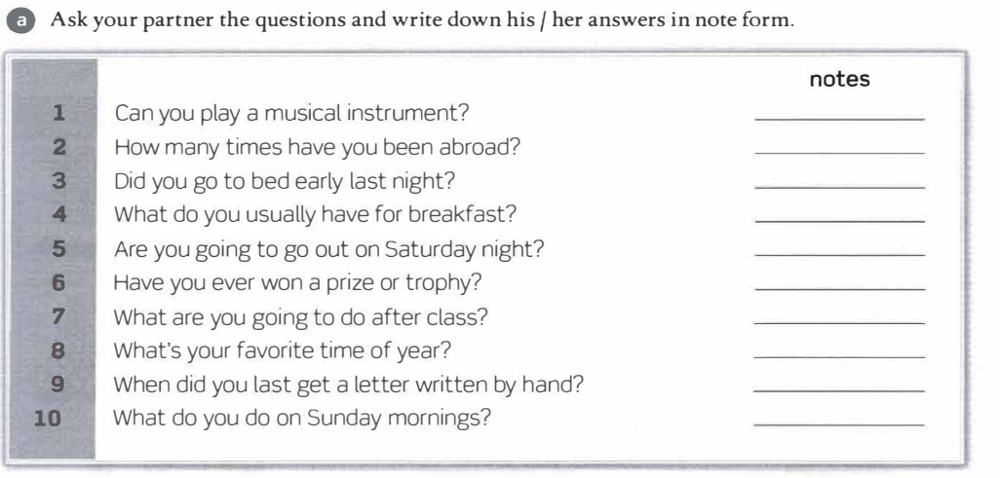 a Ask your partner the questions and write down his / her answers in note form.
notes
1 Can you play a musical instrument?
2 How many times have you been abroad?
3 Did you go to bed early last night?
4 What do you usually have for breakfast?
5 Are you going to go out on Saturday night?
6 Have you ever won a prize or trophy?
7 What are you going to do after class?
8 What's your favorite time of year?
9 When did you last get a letter written by hand?
10 What do you do on Sunday mornings?